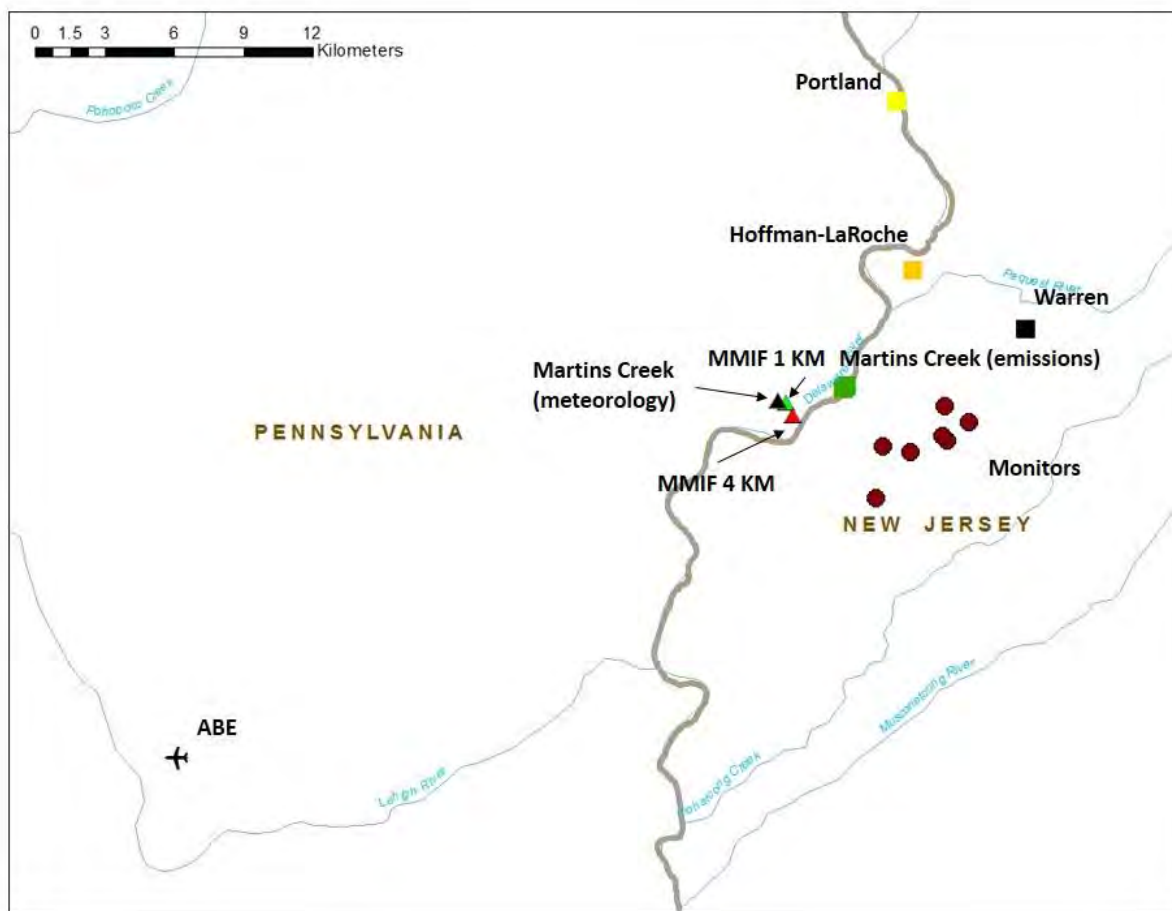 0 1.5 3 6 9 12
Kilometers
Pohopoco Creek
Portland
Hoffman-LaRoche
Pequest River
Warren
MMIF 1 KM
Martins Creek (emissions)
Martins Creek
(meteorology)
Delaware River
PENNSYLVANIA
MMIF 4 KM
Monitors
NEW JERSEY
Musconetcong River
ABE
Lehigh River
Pohatcong Creek